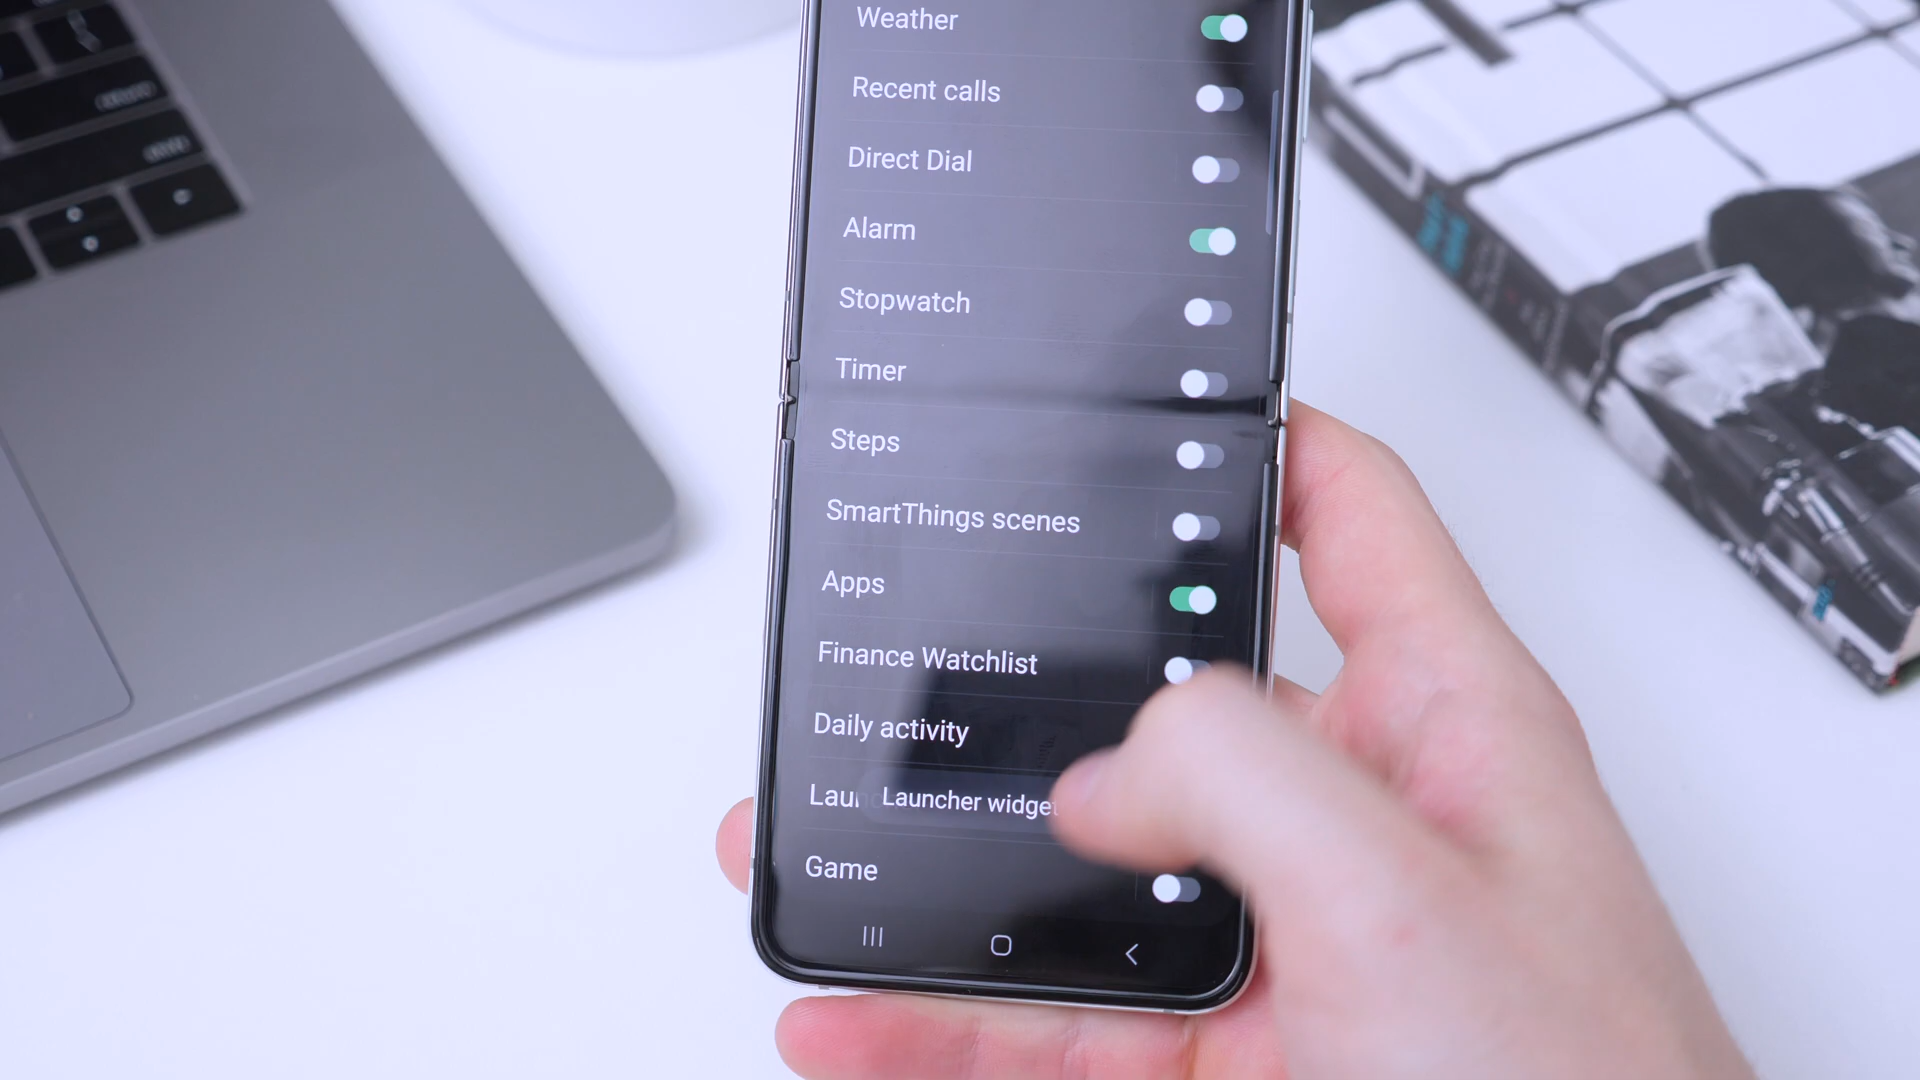 Weather
Recent calls
Direct Dial
Alarm
Stopwatch
Timer
Steps
SmartThings scenes
Apps
Finance Watchlist
Daily activity
Launcher widget
Game